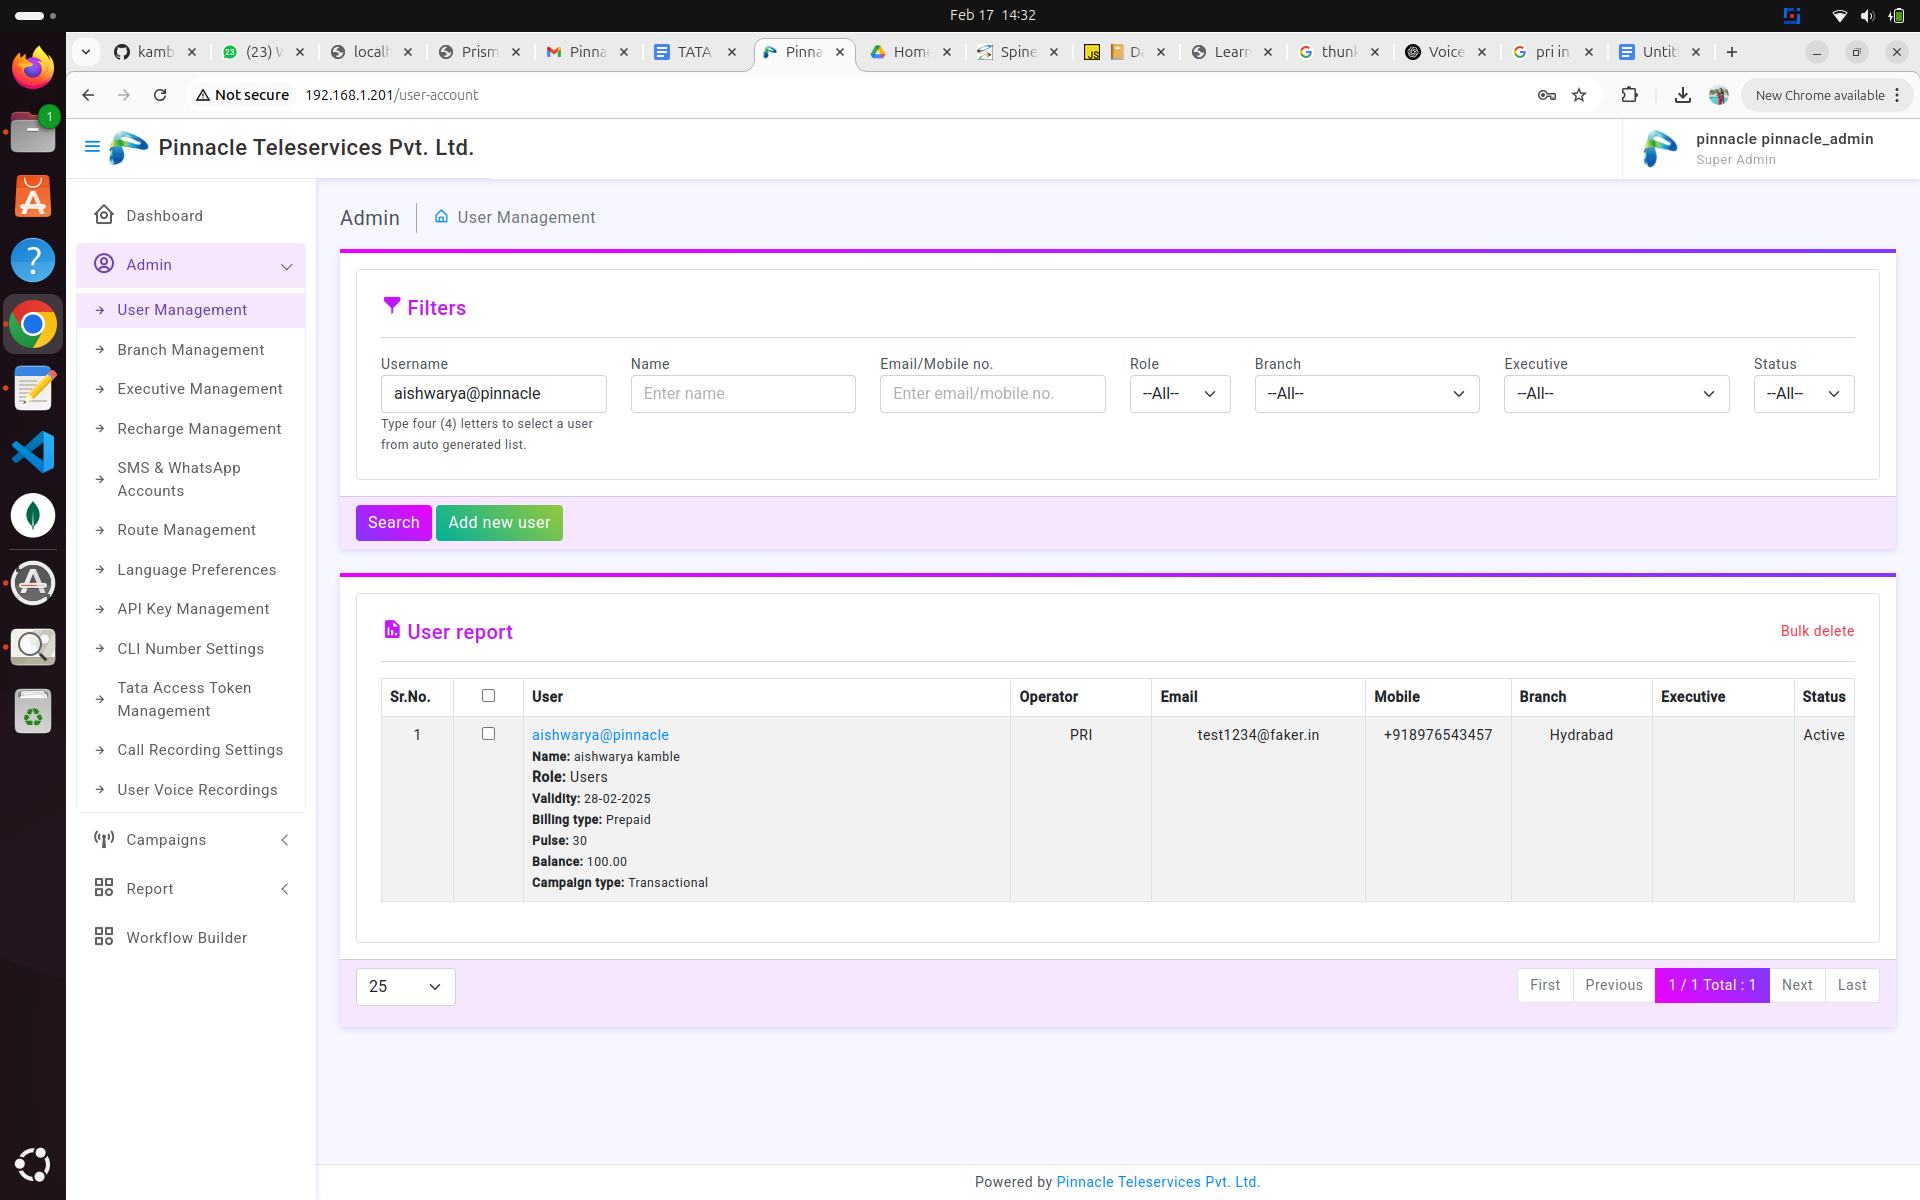 Feb 17 14:32
kamb
(23) W
localh
Prism
Pinna
TATA
Pinna
Home
Spine
Da
Learn
thunk
Voice
pri in
Untit
Not secure
192.168.1.201/user-account
New Chrome available
1
Pinnacle Teleservices Pvt. Ltd.
pinnacle pinnacle_admin
Super Admin
Dashboard
Admin
User Management
Branch Management
Executive Management
Recharge Management
SMS & WhatsApp
Accounts
Route Management
Language Preferences
API Key Management
CLI Number Settings
Tata Access Token
Management
Call Recording Settings
User Voice Recordings
Campaigns
Report
Workflow Builder
Admin
User Management
Filters
Username Name Email/Mobile no. Role Branch Executive Status
aishwarya@pinnacle Enter name Enter email/mobile no. --All-- --All-- --All-- --All--
Type four (4) letters to select a user
from auto generated list.
Search Add new user
User report
Bulk delete
Sr.No. User Operator Email Mobile Branch Executive Status
1 aishwarya@pinnacle PRI test1234@faker.in +918976543457 Hydrabad Active
Name: aishwarya kamble
Role: Users
Validity: 28-02-2025
Billing type: Prepaid
Pulse: 30
Balance: 100.00
Campaign type: Transactional
25
First Previous 1 / 1 Total : 1 Next Last
Powered by Pinnacle Teleservices Pvt. Ltd.